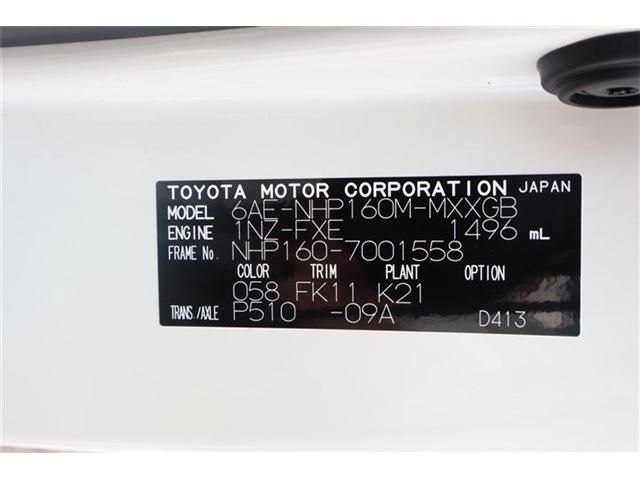 TOYOTA MOTOR CORPORATION JAPAN
MODEL 6AE-NHP160M-MXXGB
ENGINE 1NZ-FXE 1496 mL
FRAME No. NHP160-7001558
COLOR TRIM PLANT OPTION
058 FK11 K21
TRANS./AXLE P510 -09A D413